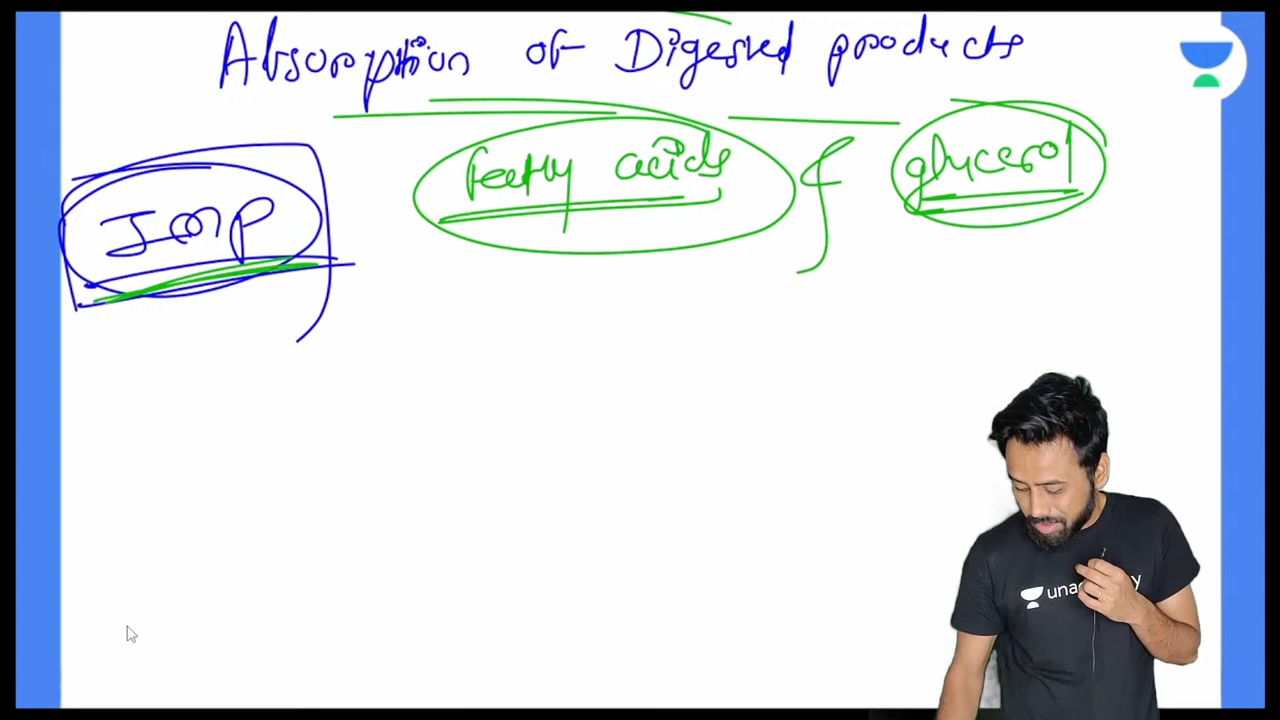 Absorption of Digested products
fatty acids & glycerol
Imp